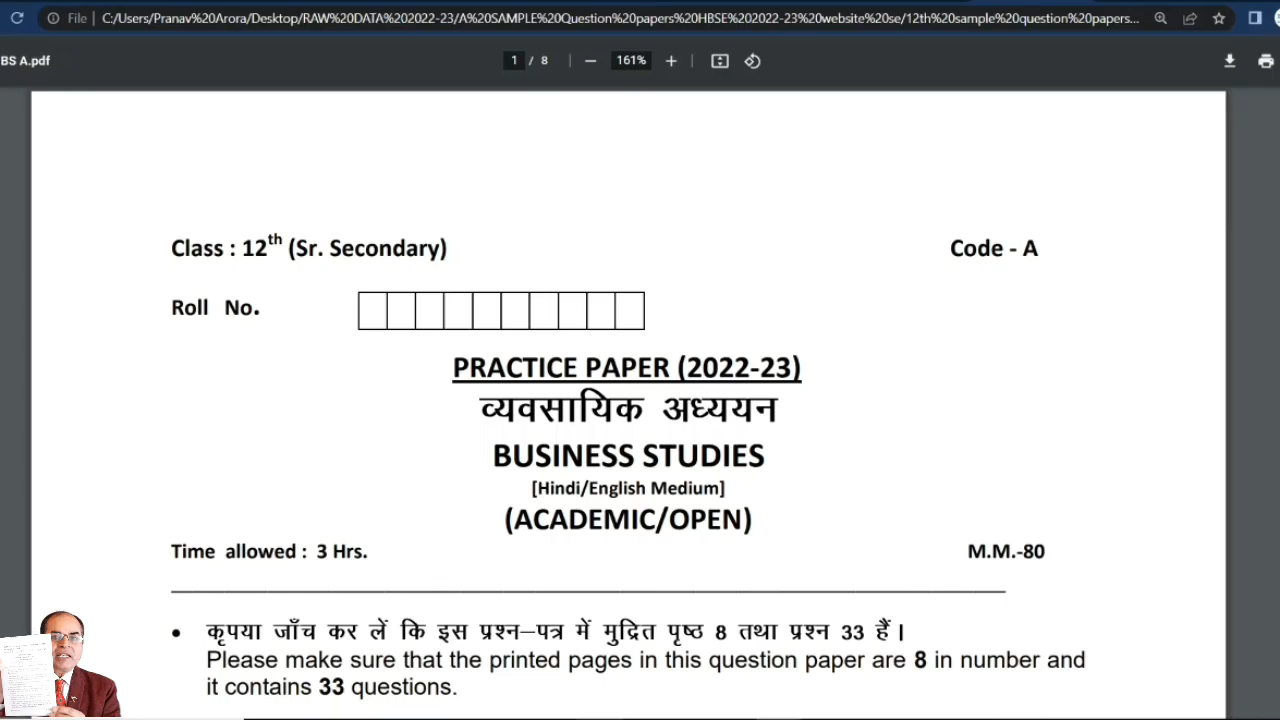 File C:/Users/Pranav%20Arora/Desktop/RAW%20DATA%202022-23/A%20SAMPLE%20Question%20papers%20HBSE%202022-23%20website%20se/12th%20sample%20question%20papers...
BS A.pdf 1 / 8 — 161% +
Class : 12th (Sr. Secondary) Code - A
Roll No.
PRACTICE PAPER (2022-23)
व्यवसायिक अध्ययन
BUSINESS STUDIES
[Hindi/English Medium]
(ACADEMIC/OPEN)
Time allowed : 3 Hrs. M.M.-80
• कृपया जाँच कर लें कि इस प्रश्न–पत्र में मुद्रित पृष्ठ 8 तथा प्रश्न 33 हैं।
Please make sure that the printed pages in this question paper are 8 in number and
it contains 33 questions.